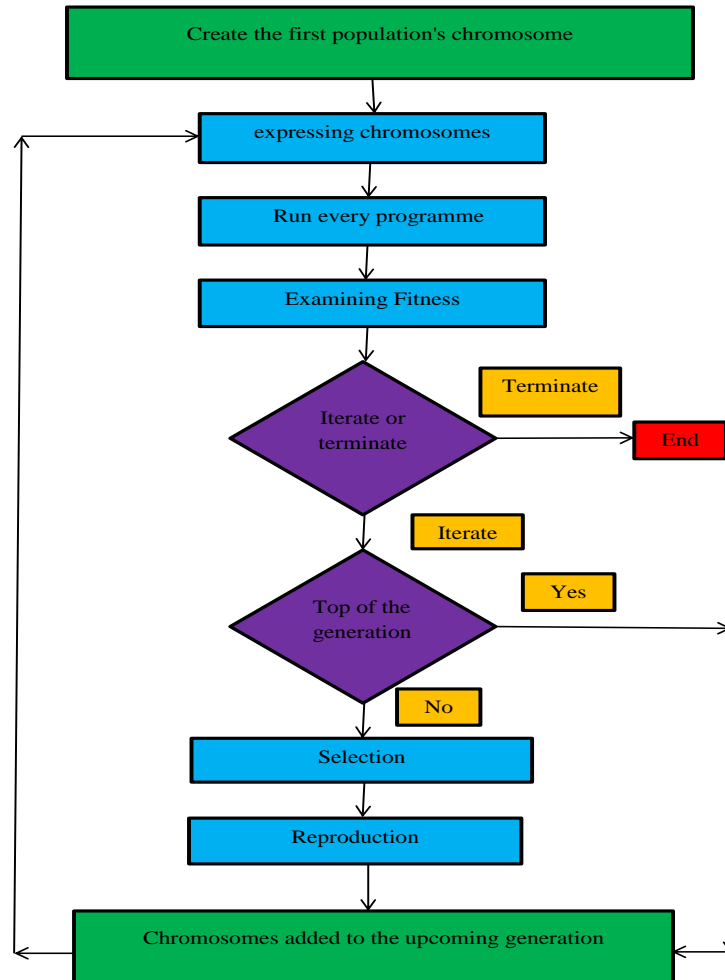 Create the first population's chromosome
expressing chromosomes
Run every programme
Examining Fitness
Terminate
Iterate or
terminate
End
Iterate
Yes
Top of the
generation
No
Selection
Reproduction
Chromosomes added to the upcoming generation